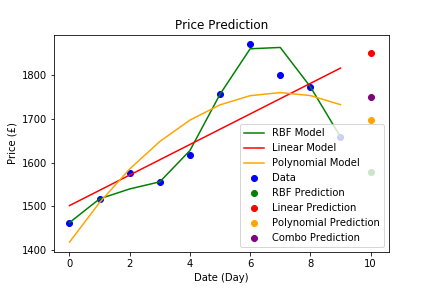 Price Prediction
1800
1700
1600
1500
1400
Price (£)
RBF Model
Linear Model
Polynomial Model
Data
RBF Prediction
Linear Prediction
Polynomial Prediction
Combo Prediction
0 2 4 6 8 10
Date (Day)